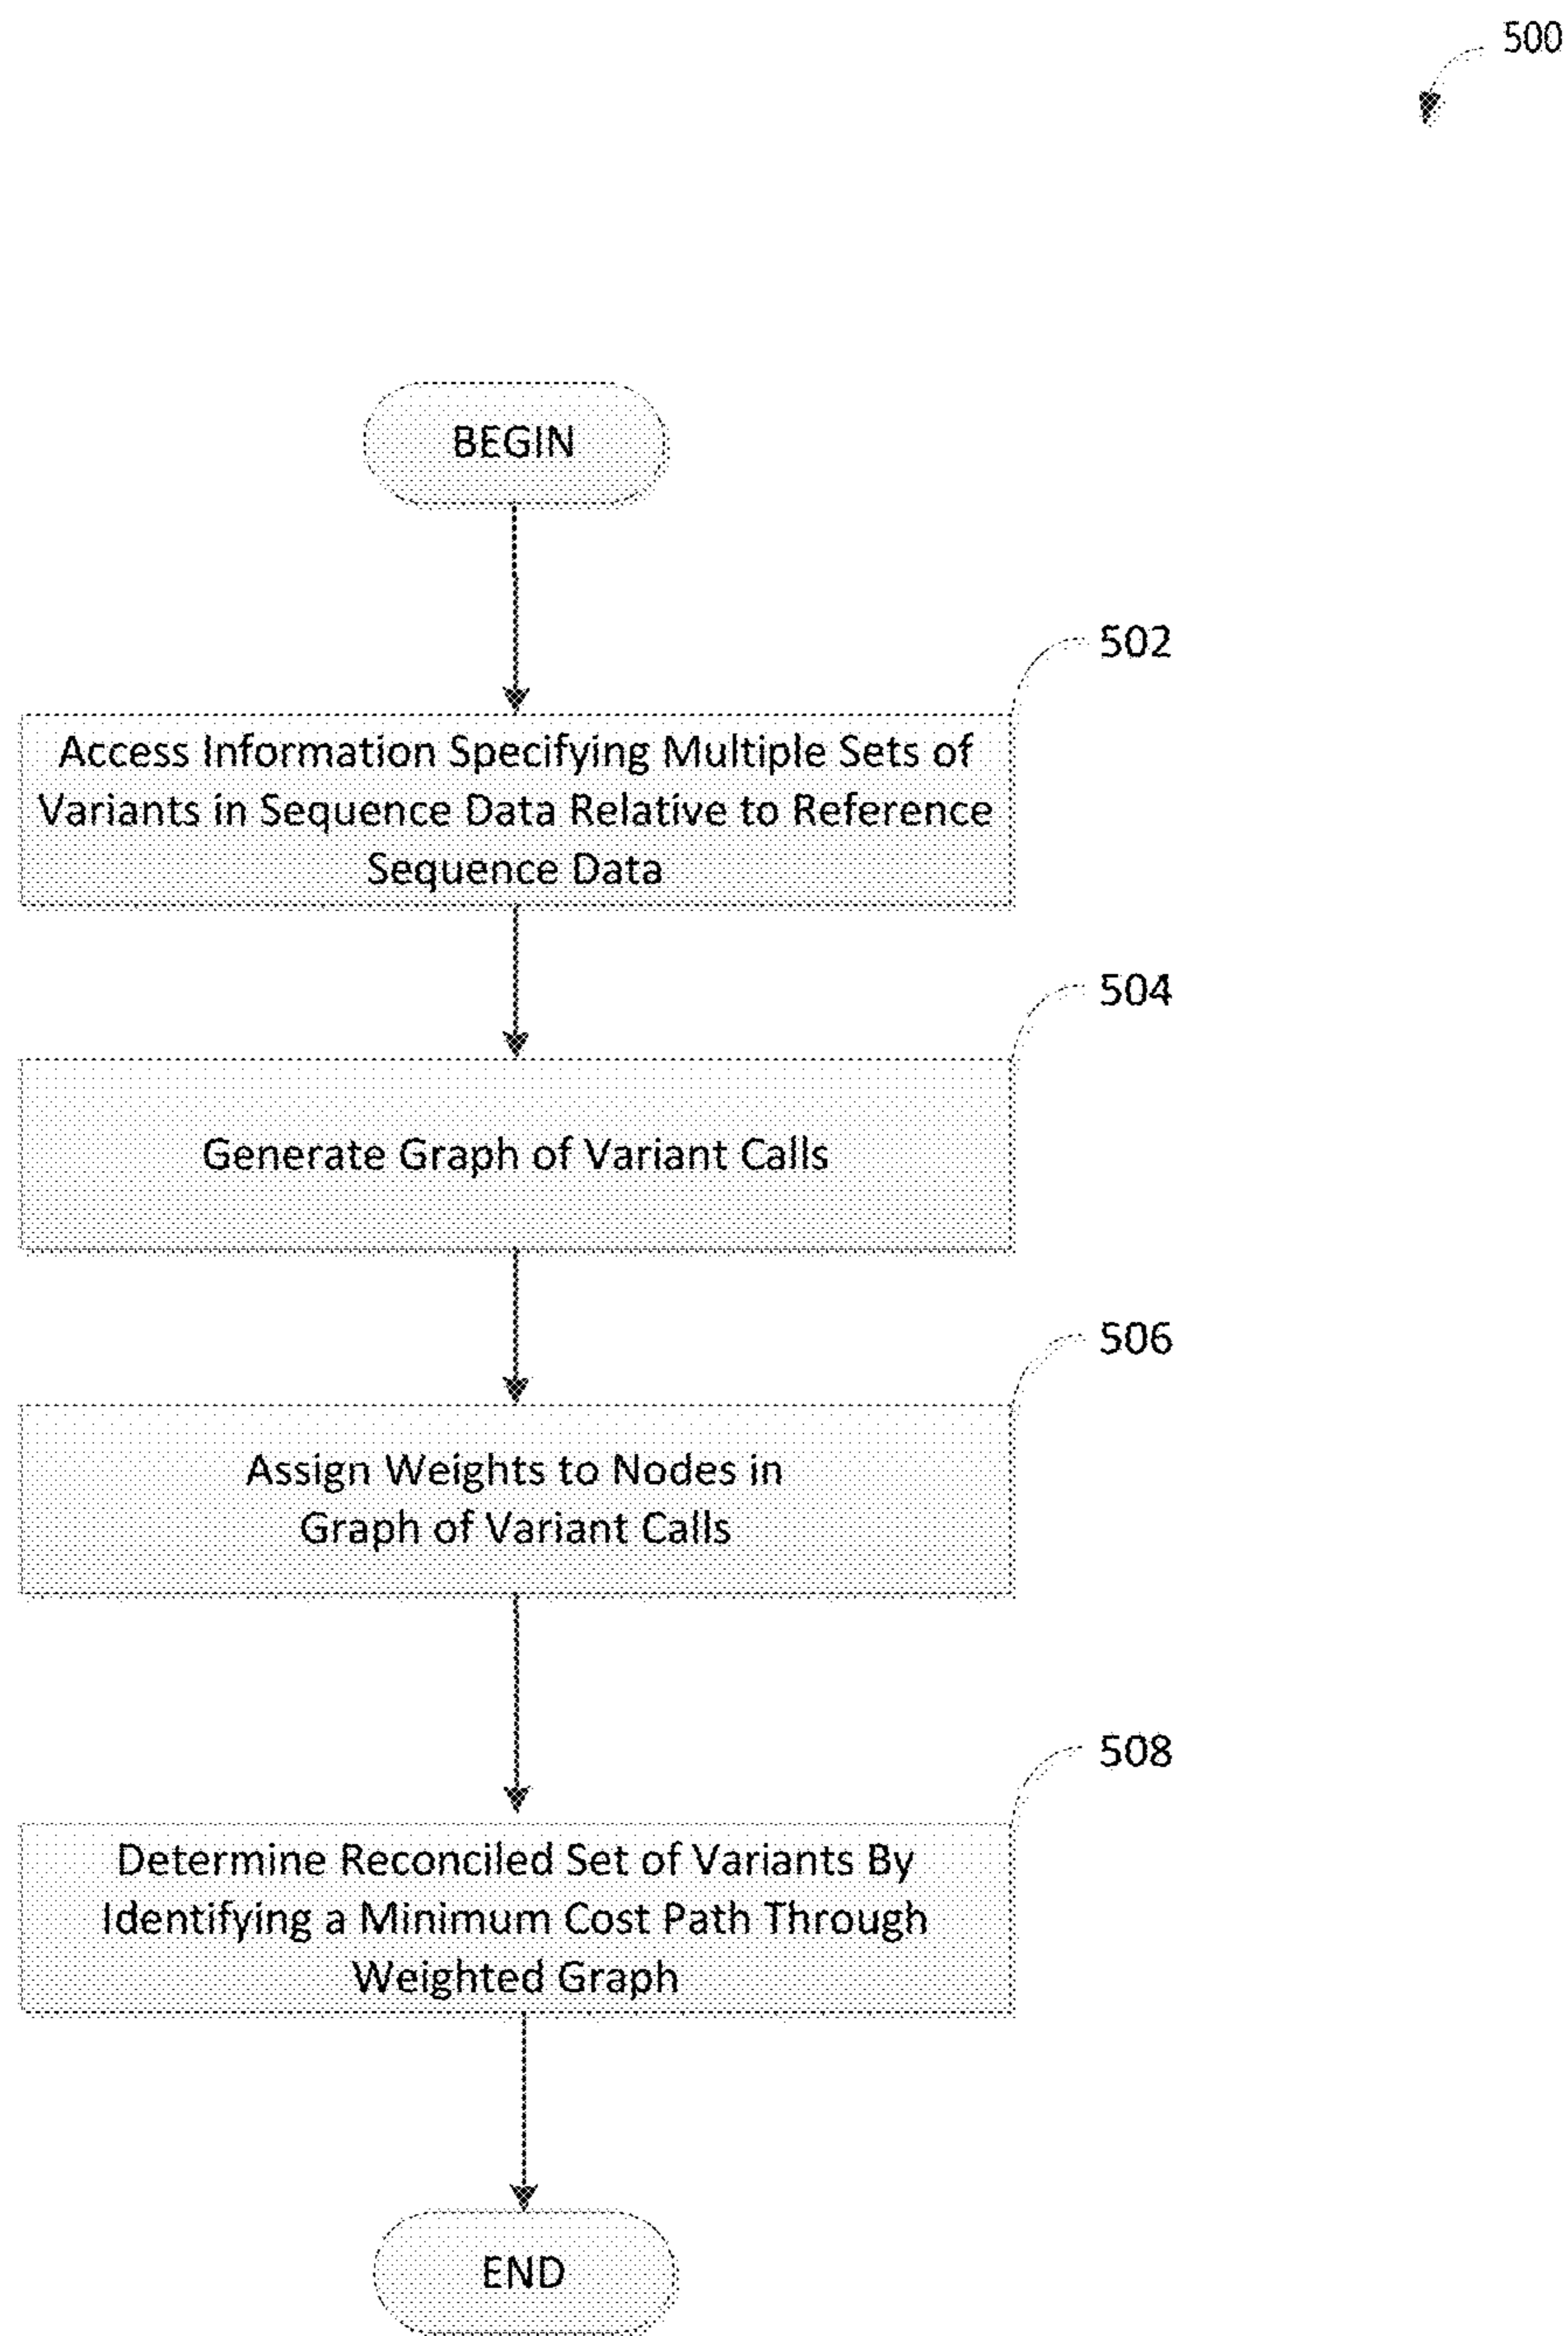 500
BEGIN
502
Access Information Specifying Multiple Sets of
Variants in Sequence Data Relative to Reference
Sequence Data
504
Generate Graph of Variant Calls
506
Assign Weights to Nodes in
Graph of Variant Calls
508
Determine Reconciled Set of Variants By
Identifying a Minimum Cost Path Through
Weighted Graph
END